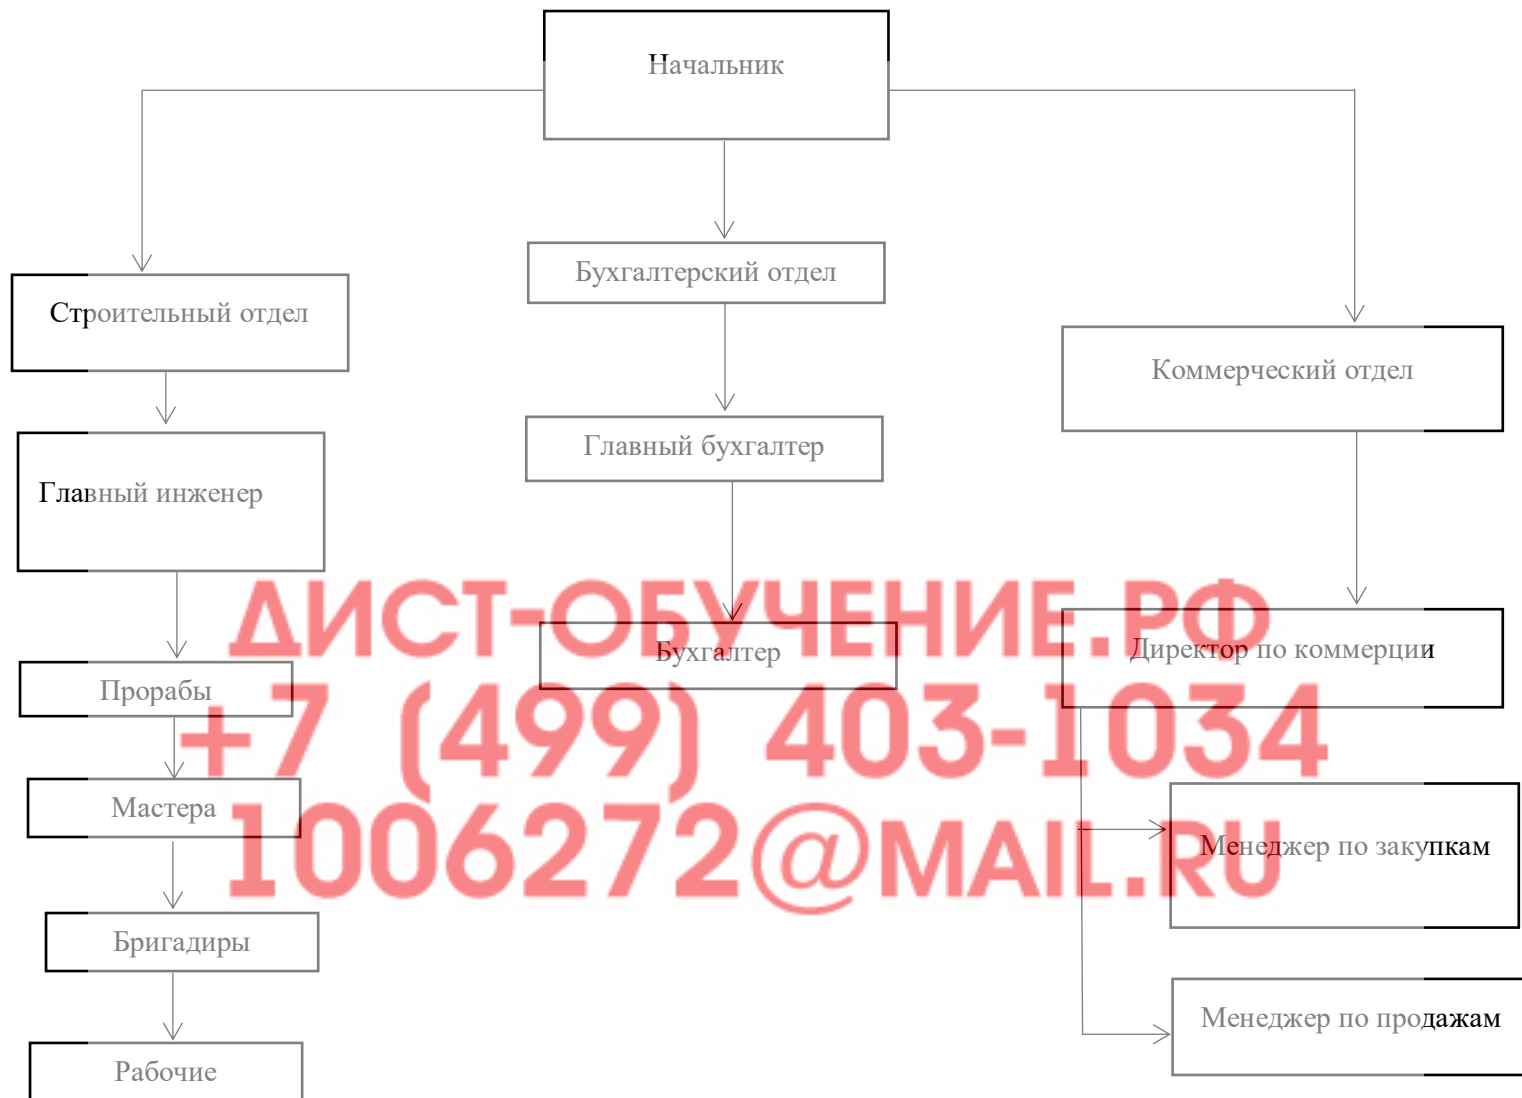 Начальник
Бухгалтерский отдел
Строительный отдел
Коммерческий отдел
Главный бухгалтер
Главный инженер
ДИСТ-ОБУЧЕНИЕ.РФ
Бухгалтер
Директор по коммерции
Прорабы
+7 (499) 403-1034
Мастера
1006272@MAIL.RU
Менеджер по закупкам
Бригадиры
Менеджер по продажам
Рабочие